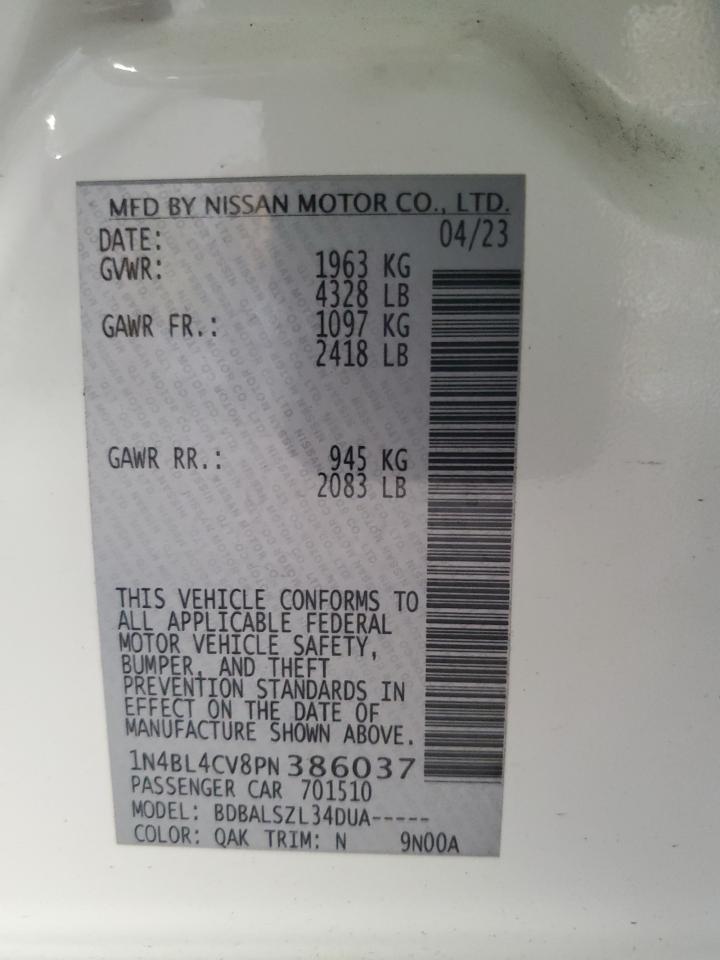 MFD BY NISSAN MOTOR CO., LTD.
DATE: 04/23
GVWR: 1963 KG
4328 LB
GAWR FR.: 1097 KG
2418 LB
GAWR RR.: 945 KG
2083 LB
THIS VEHICLE CONFORMS TO
ALL APPLICABLE FEDERAL
MOTOR VEHICLE SAFETY,
BUMPER, AND THEFT
PREVENTION STANDARDS IN
EFFECT ON THE DATE OF
MANUFACTURE SHOWN ABOVE.
1N4BL4CV8PN386037
PASSENGER CAR 701510
MODEL: BDBALSZL34DUA-----
COLOR: QAK TRIM: N 9N00A